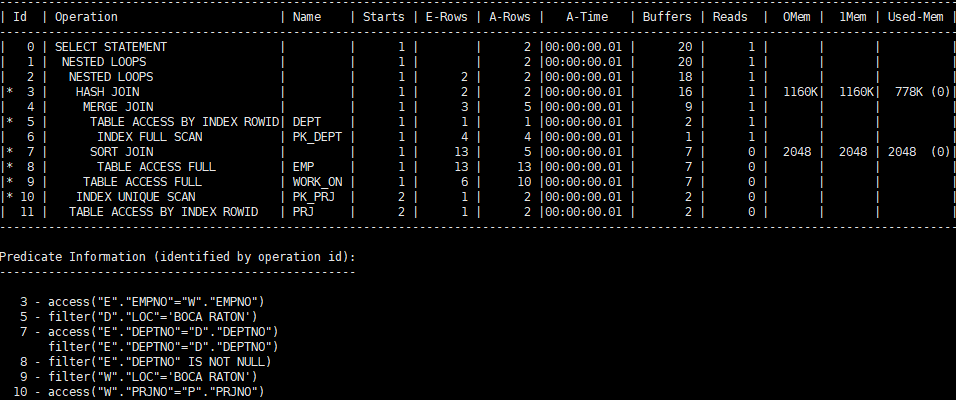 | Id | Operation | Name | Starts | E-Rows | A-Rows | A-Time | Buffers | Reads | OMem | 1Mem | Used-Mem |
| 0 | SELECT STATEMENT | | 1 | | 2 |00:00:00.01 | 20 | 1 | | | |
| 1 | NESTED LOOPS | | 1 | | 2 |00:00:00.01 | 20 | 1 | | | |
| 2 | NESTED LOOPS | | 1 | 2 | 2 |00:00:00.01 | 18 | 1 | | | |
|* 3 | HASH JOIN | | 1 | 2 | 2 |00:00:00.01 | 16 | 1 | 1160K| 1160K| 778K (0)|
| 4 | MERGE JOIN | | 1 | 3 | 5 |00:00:00.01 | 9 | 1 | | | |
|* 5 | TABLE ACCESS BY INDEX ROWID| DEPT | 1 | 1 | 1 |00:00:00.01 | 2 | 1 | | | |
| 6 | INDEX FULL SCAN | PK_DEPT | 1 | 4 | 4 |00:00:00.01 | 1 | 1 | | | |
|* 7 | SORT JOIN | | 1 | 13 | 5 |00:00:00.01 | 7 | 0 | 2048 | 2048 | 2048 (0)|
|* 8 | TABLE ACCESS FULL | EMP | 1 | 13 | 13 |00:00:00.01 | 7 | 0 | | | |
|* 9 | TABLE ACCESS FULL | WORK_ON | 1 | 6 | 10 |00:00:00.01 | 7 | 0 | | | |
|* 10 | INDEX UNIQUE SCAN | PK_PRJ | 2 | 1 | 2 |00:00:00.01 | 2 | 0 | | | |
| 11 | TABLE ACCESS BY INDEX ROWID | PRJ | 2 | 1 | 2 |00:00:00.01 | 2 | 0 | | | |
Predicate Information (identified by operation id):
---------------------------------------------------
3 - access("E"."EMPNO"="W"."EMPNO")
5 - filter("D"."LOC"='BOCA RATON')
7 - access("E"."DEPTNO"="D"."DEPTNO")
filter("E"."DEPTNO"="D"."DEPTNO")
8 - filter("E"."DEPTNO" IS NOT NULL)
9 - filter("W"."LOC"='BOCA RATON')
10 - access("W"."PRJNO"="P"."PRJNO")